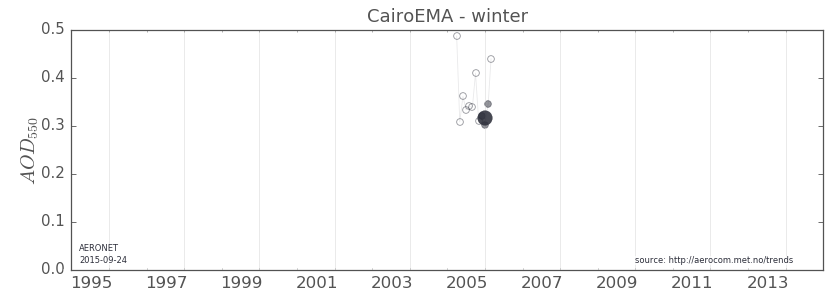 CairoEMA - winter
0.5
0.4
0.3
0.2
0.1
0.0
AOD550
AERONET
2015-09-24
source: http://aerocom.met.no/trends
1995 1997 1999 2001 2003 2005 2007 2009 2011 2013